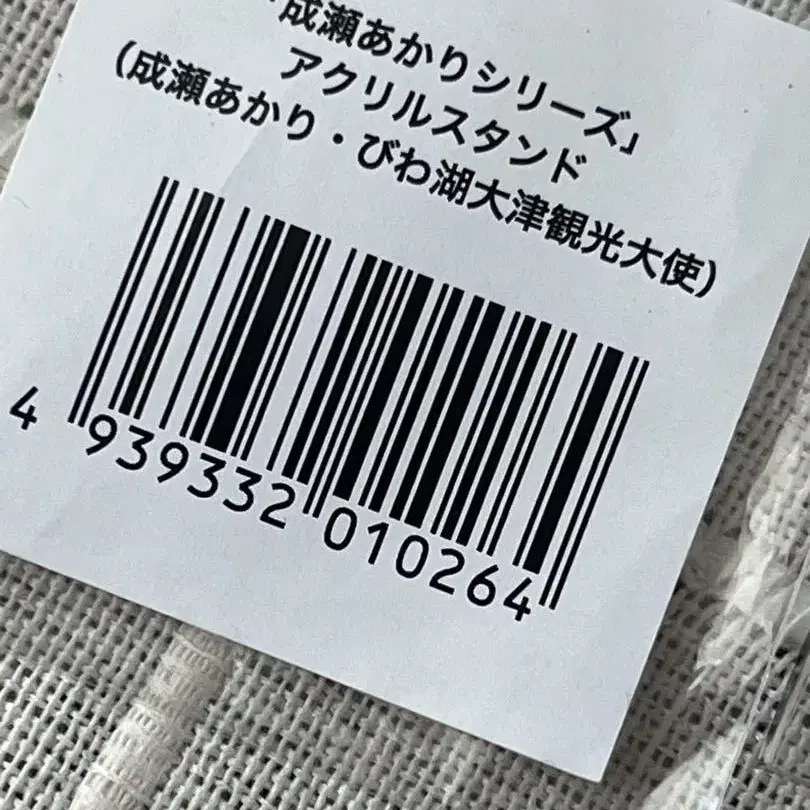 「成瀬あかりシリーズ」
アクリルスタンド
(成瀬あかり・びわ湖大津観光大使)
4 939332 010264